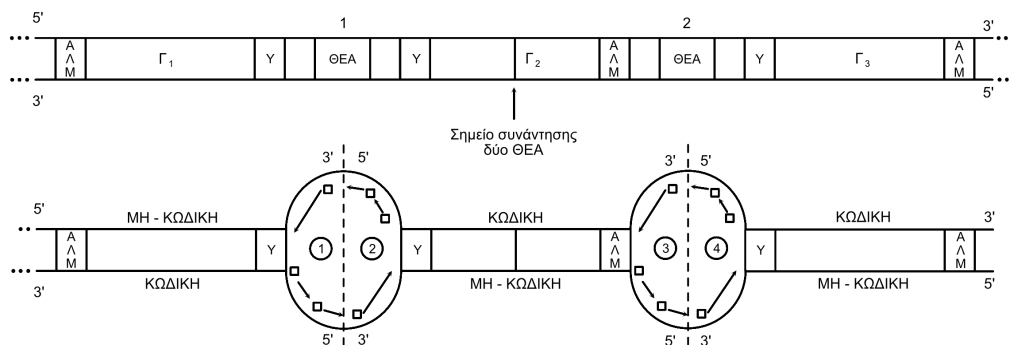 1 2
5' 3'
Α Λ Μ Γ1 Υ ΘΕΑ Υ Γ2 Α Λ Μ ΘΕΑ Υ Γ3 Α Λ Μ
3' 5'
Σημείο συνάντησης
δύο ΘΕΑ
3' 5' 3' 5'
5' ΜΗ - ΚΩΔΙΚΗ ΚΩΔΙΚΗ ΚΩΔΙΚΗ 3'
Α Λ Μ Υ 1 2 Υ Α Λ Μ 3 4 Υ Α Λ Μ
3' ΚΩΔΙΚΗ ΜΗ - ΚΩΔΙΚΗ ΜΗ - ΚΩΔΙΚΗ 5'
5' 3' 5' 3'